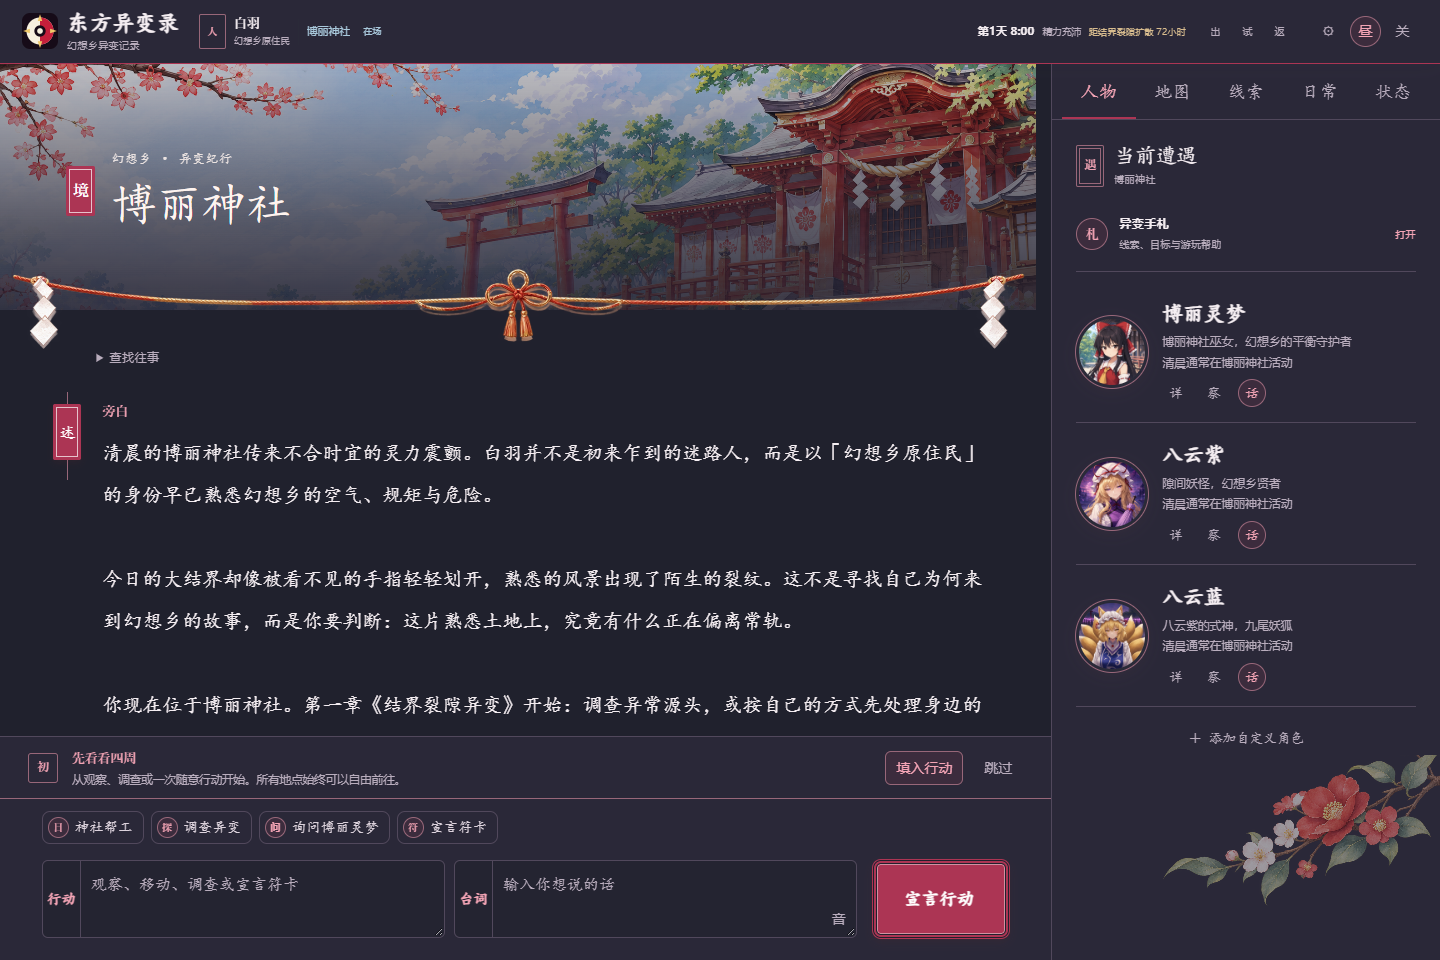 东方异变录
幻想乡异变记录
人
白羽
幻想乡原住民
博丽神社 在场
第1天 8:00 精力充沛 距结界裂隙扩散 72小时
出 试 返
昼 关
境
幻想乡 • 异变纪行
博丽神社
查找往事
述
旁白
清晨的博丽神社传来不合时宜的灵力震颤。白羽并不是初来乍到的迷路人，而是以「幻想乡原住民」
的身份早已熟悉幻想乡的空气、规矩与危险。
今日的大结界却像被看不见的手指轻轻划开，熟悉的风景出现了陌生的裂纹。这不是寻找自己为何来
到幻想乡的故事，而是你要判断：这片熟悉土地上，究竟有什么正在偏离常轨。
你现在位于博丽神社。第一章《结界裂隙异变》开始：调查异常源头，或按自己的方式先处理身边的
初
先看看四周
从观察、调查或一次随意行动开始。所有地点始终可以自由前往。
填入行动 跳过
日 神社帮工
探 调查异变
问 询问博丽灵梦
符 宣言符卡
行动
观察、移动、调查或宣言符卡
台词
输入你想说的话
音
宣言行动
人物 地图 线索 日常 状态
遇
当前遭遇
博丽神社
札
异变手札
线索、目标与游玩帮助
打开
博丽灵梦
博丽神社巫女，幻想乡的平衡守护者
清晨通常在博丽神社活动
详 察 话
八云紫
隙间妖怪，幻想乡贤者
清晨通常在博丽神社活动
详 察 话
八云蓝
八云紫的式神，九尾妖狐
清晨通常在博丽神社活动
详 察 话
＋ 添加自定义角色